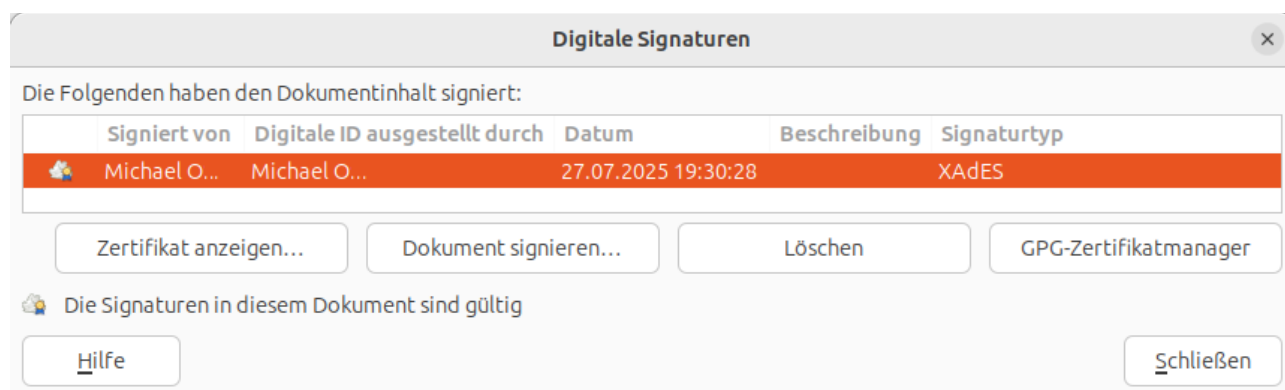 Digitale Signaturen
Die Folgenden haben den Dokumentinhalt signiert:
Signiert von Digitale ID ausgestellt durch Datum Beschreibung Signaturtyp
Michael O... Michael O... 27.07.2025 19:30:28 XAdES
Zertifikat anzeigen... Dokument signieren... Löschen GPG-Zertifikatmanager
Die Signaturen in diesem Dokument sind gültig
Hilfe Schließen